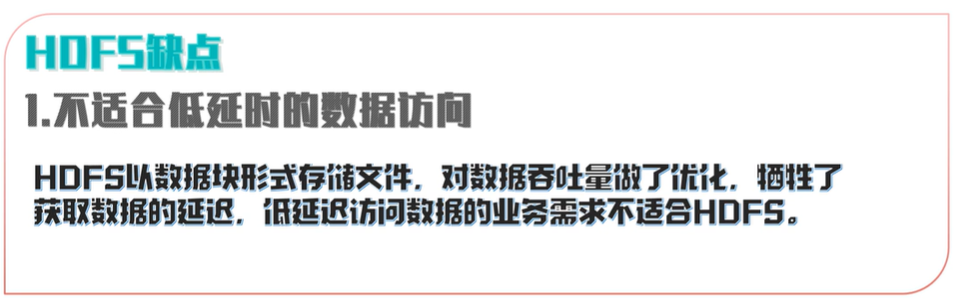 HDFS缺点
1.不适合低延时的数据访问
HDFS以数据块形式存储文件，对数据吞吐量做了优化，牺牲了
获取数据的延迟，低延迟访问数据的业务需求不适合HDFS。